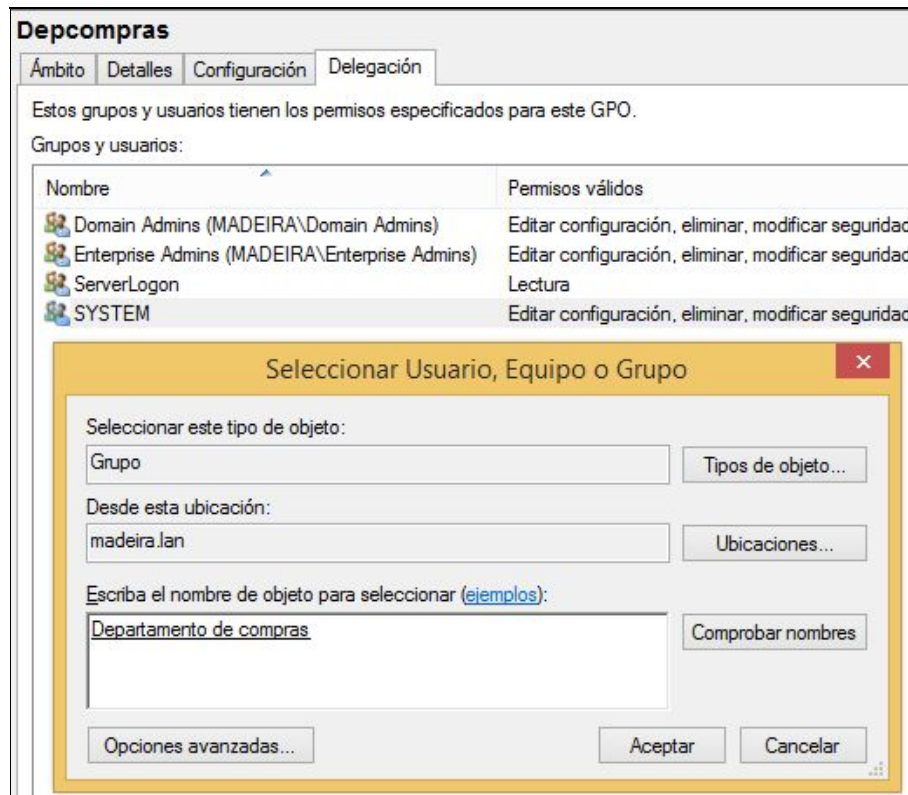 Depcompras
Ámbito Detalles Configuración Delegación
Estos grupos y usuarios tienen los permisos especificados para este GPO.
Grupos y usuarios:
Nombre Permisos válidos
Domain Admins (MADEIRA\Domain Admins) Editar configuración, eliminar, modificar seguridad
Enterprise Admins (MADEIRA\Enterprise Admins) Editar configuración, eliminar, modificar seguridad
ServerLogon Lectura
SYSTEM Editar configuración, eliminar, modificar seguridad
Seleccionar Usuario, Equipo o Grupo
Seleccionar este tipo de objeto:
Grupo Tipos de objeto...
Desde esta ubicación:
madeira.lan Ubicaciones...
Escriba el nombre de objeto para seleccionar (ejemplos):
Departamento de compras Comprobar nombres
Opciones avanzadas... Aceptar Cancelar